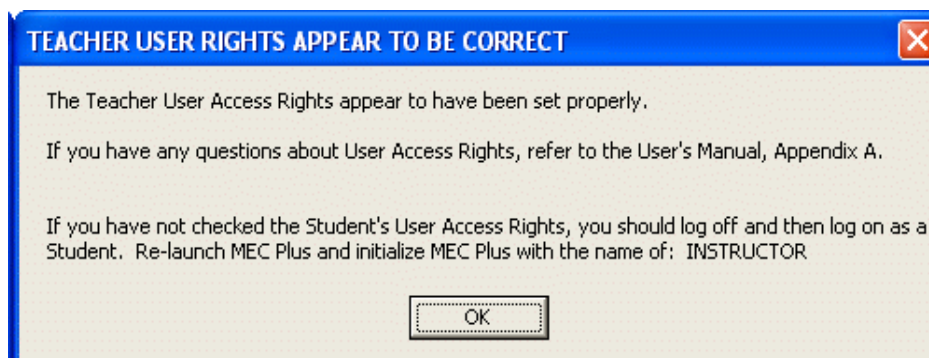 TEACHER USER RIGHTS APPEAR TO BE CORRECT
The Teacher User Access Rights appear to have been set properly.
If you have any questions about User Access Rights, refer to the User's Manual, Appendix A.
If you have not checked the Student's User Access Rights, you should log off and then log on as a
Student.  Re-launch MEC Plus and initialize MEC Plus with the name of:  INSTRUCTOR
OK